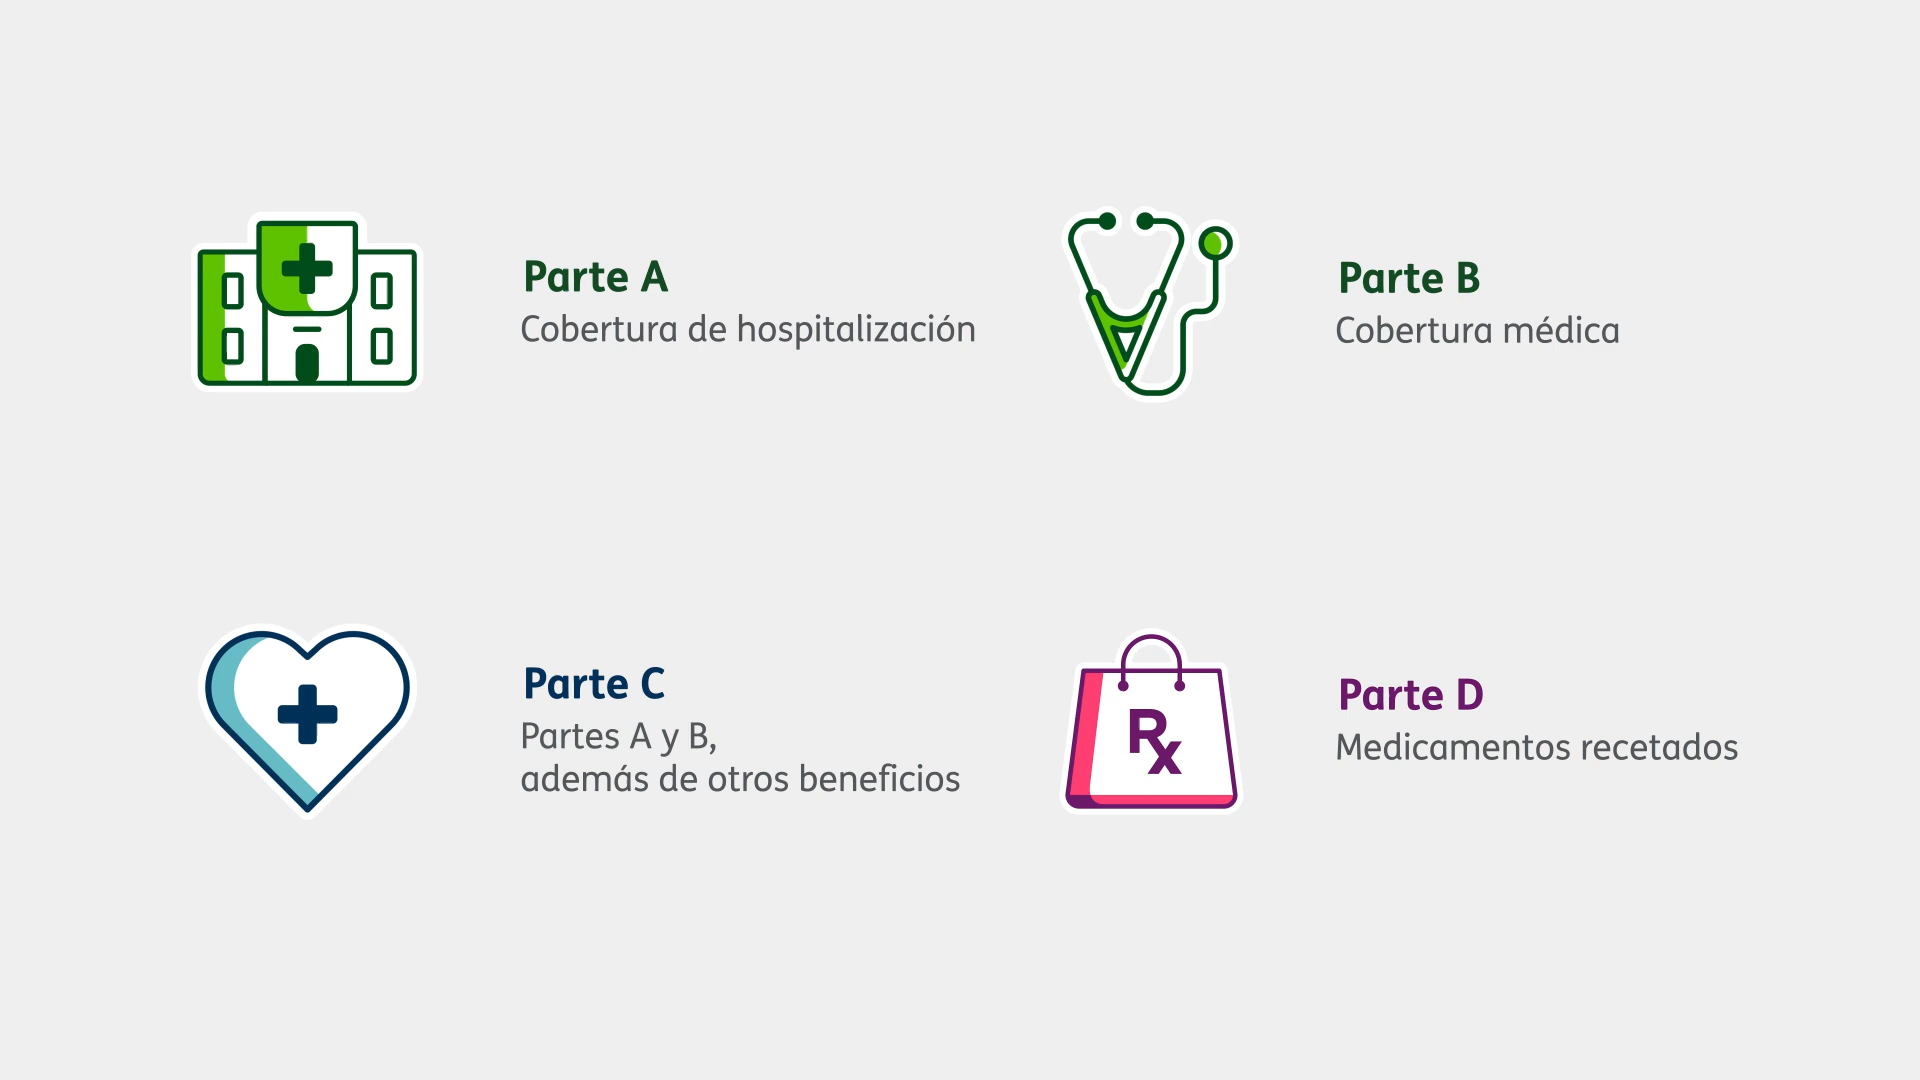 Parte A
Cobertura de hospitalización
Parte B
Cobertura médica
Parte C
Partes A y B,
además de otros beneficios
Rx
Parte D
Medicamentos recetados